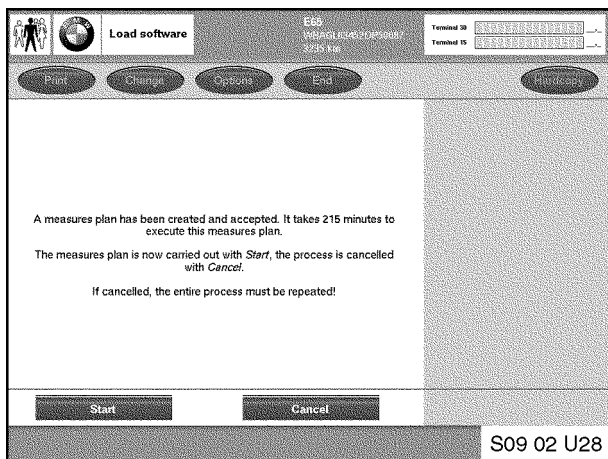 Load software
E65
Terminal 30
Terminal 15
Print
Change
Options
End
Hardcopy
A measures plan has been created and accepted. It takes 215 minutes to
execute this measures plan.
The measures plan is now carried out with Start, the process is cancelled
with Cancel.
If cancelled, the entire process must be repeated!
Start
Cancel
S09 02 U28